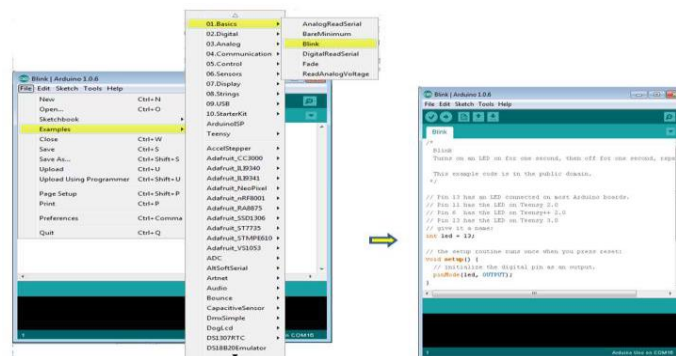 Blink | Arduino 1.0.6
File Edit Sketch Tools Help
New Ctrl+N
Open... Ctrl+O
Sketchbook
Examples
Close Ctrl+W
Save Ctrl+S
Save As... Ctrl+Shift+S
Upload Ctrl+U
Upload Using Programmer Ctrl+Shift+U
Page Setup Ctrl+Shift+P
Print Ctrl+P
Preferences Ctrl+Comma
Quit Ctrl+Q
1
on COM16
01.Basics
02.Digital
03.Analog
04.Communication
05.Control
06.Sensors
07.Display
08.Strings
09.USB
10.StarterKit
ArduinoISP
Teensy
AccelStepper
Adafruit_CC3000
Adafruit_ILI9340
Adafruit_ILI9341
Adafruit_NeoPixel
Adafruit_nRF8001
Adafruit_RA8875
Adafruit_SSD1306
Adafruit_ST7735
Adafruit_STMPE610
Adafruit_VS1053
ADC
AltSoftSerial
Artnet
Audio
Bounce
CapacitiveSensor
DmxSimple
DogLcd
DS1307RTC
DS18B20Emulator
AnalogReadSerial
BareMinimum
Blink
DigitalReadSerial
Fade
ReadAnalogVoltage
Blink | Arduino 1.0.6
File Edit Sketch Tools Help
Blink
/*
Blink
Turns on an LED on for one second, then off for one second, repe
This example code is in the public domain.
*/
// Pin 13 has an LED connected on most Arduino boards.
// Pin 11 has the LED on Teensy 2.0
// Pin 6 has the LED on Teensy++ 2.0
// Pin 13 has the LED on Teensy 3.0
// give it a name:
int led = 13;
// the setup routine runs once when you press reset:
void setup() {
// initialize the digital pin as an output.
pinMode(led, OUTPUT);
}
1
Arduino Uno on COM16